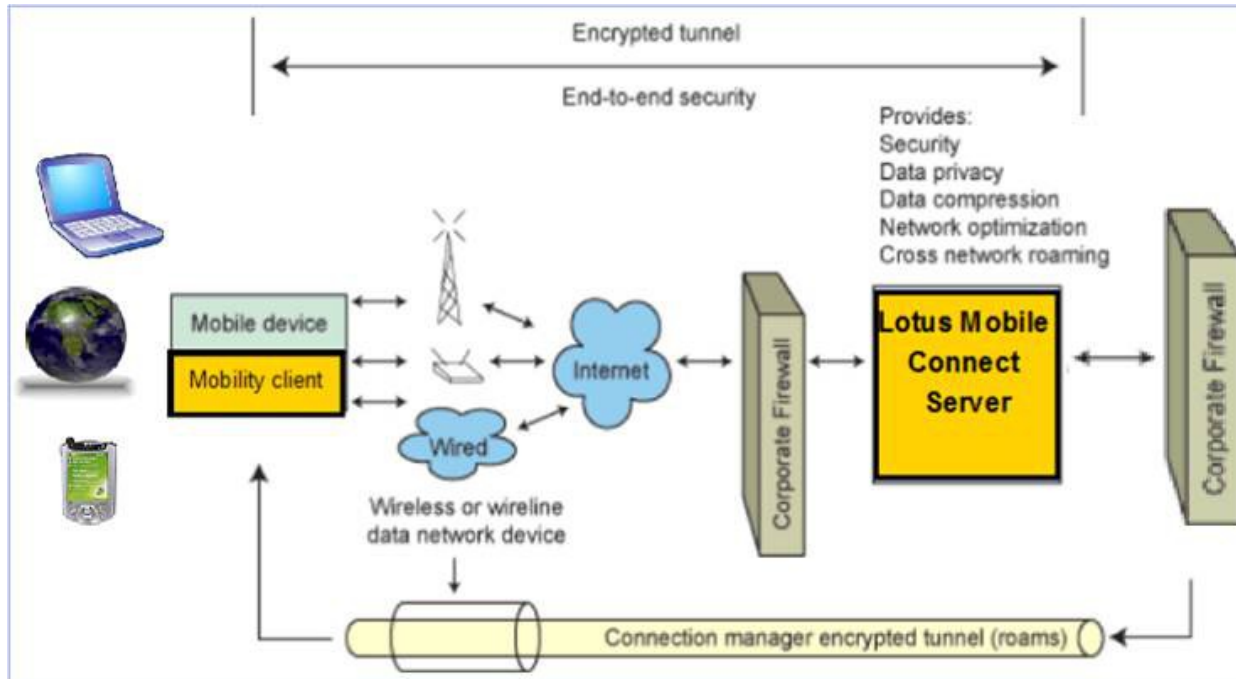 Encrypted tunnel
End-to-end security
Provides:
Security
Data privacy
Data compression
Network optimization
Cross network roaming
Mobile device
Mobility client
Internet
Wired
Wireless or wireline
data network device
Corporate Firewall
Lotus Mobile
Connect
Server
Corporate Firewall
Connection manager encrypted tunnel (roams)